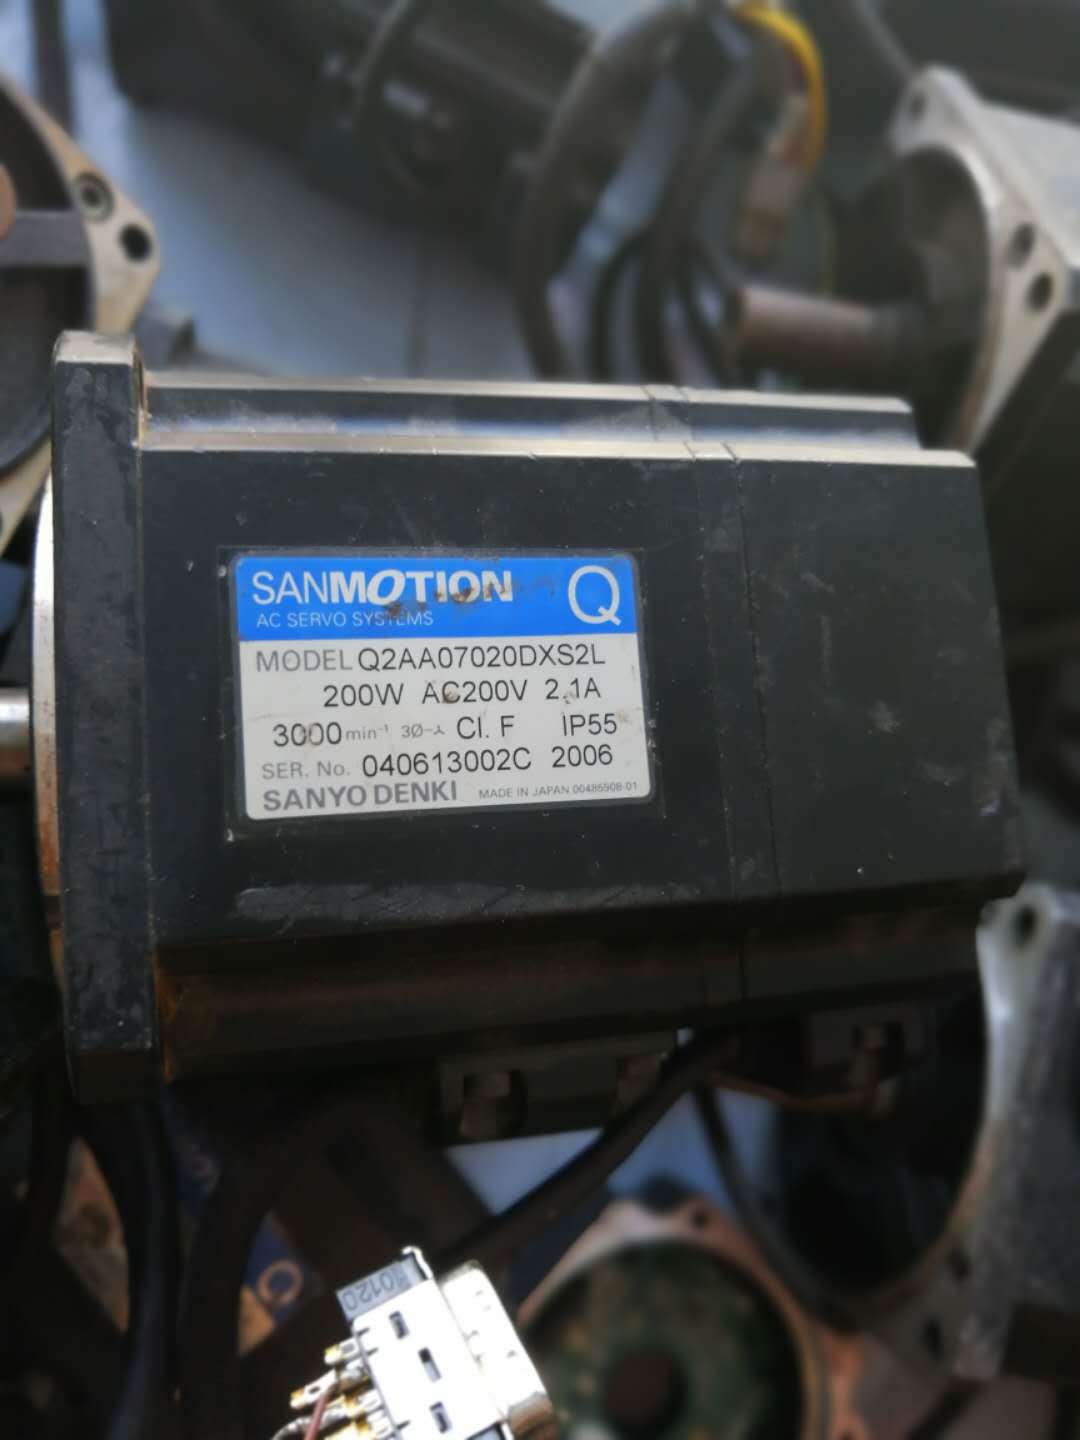 SANMOTION Q
AC SERVO SYSTEMS
MODEL Q2AA07020DXS2L
200W AC200V 2.1A
3000 min⁻¹ 3Ø-⅄ Cl. F IP55
SER. No. 040613002C 2006
SANYO DENKI MADE IN JAPAN 00485908-01
10120